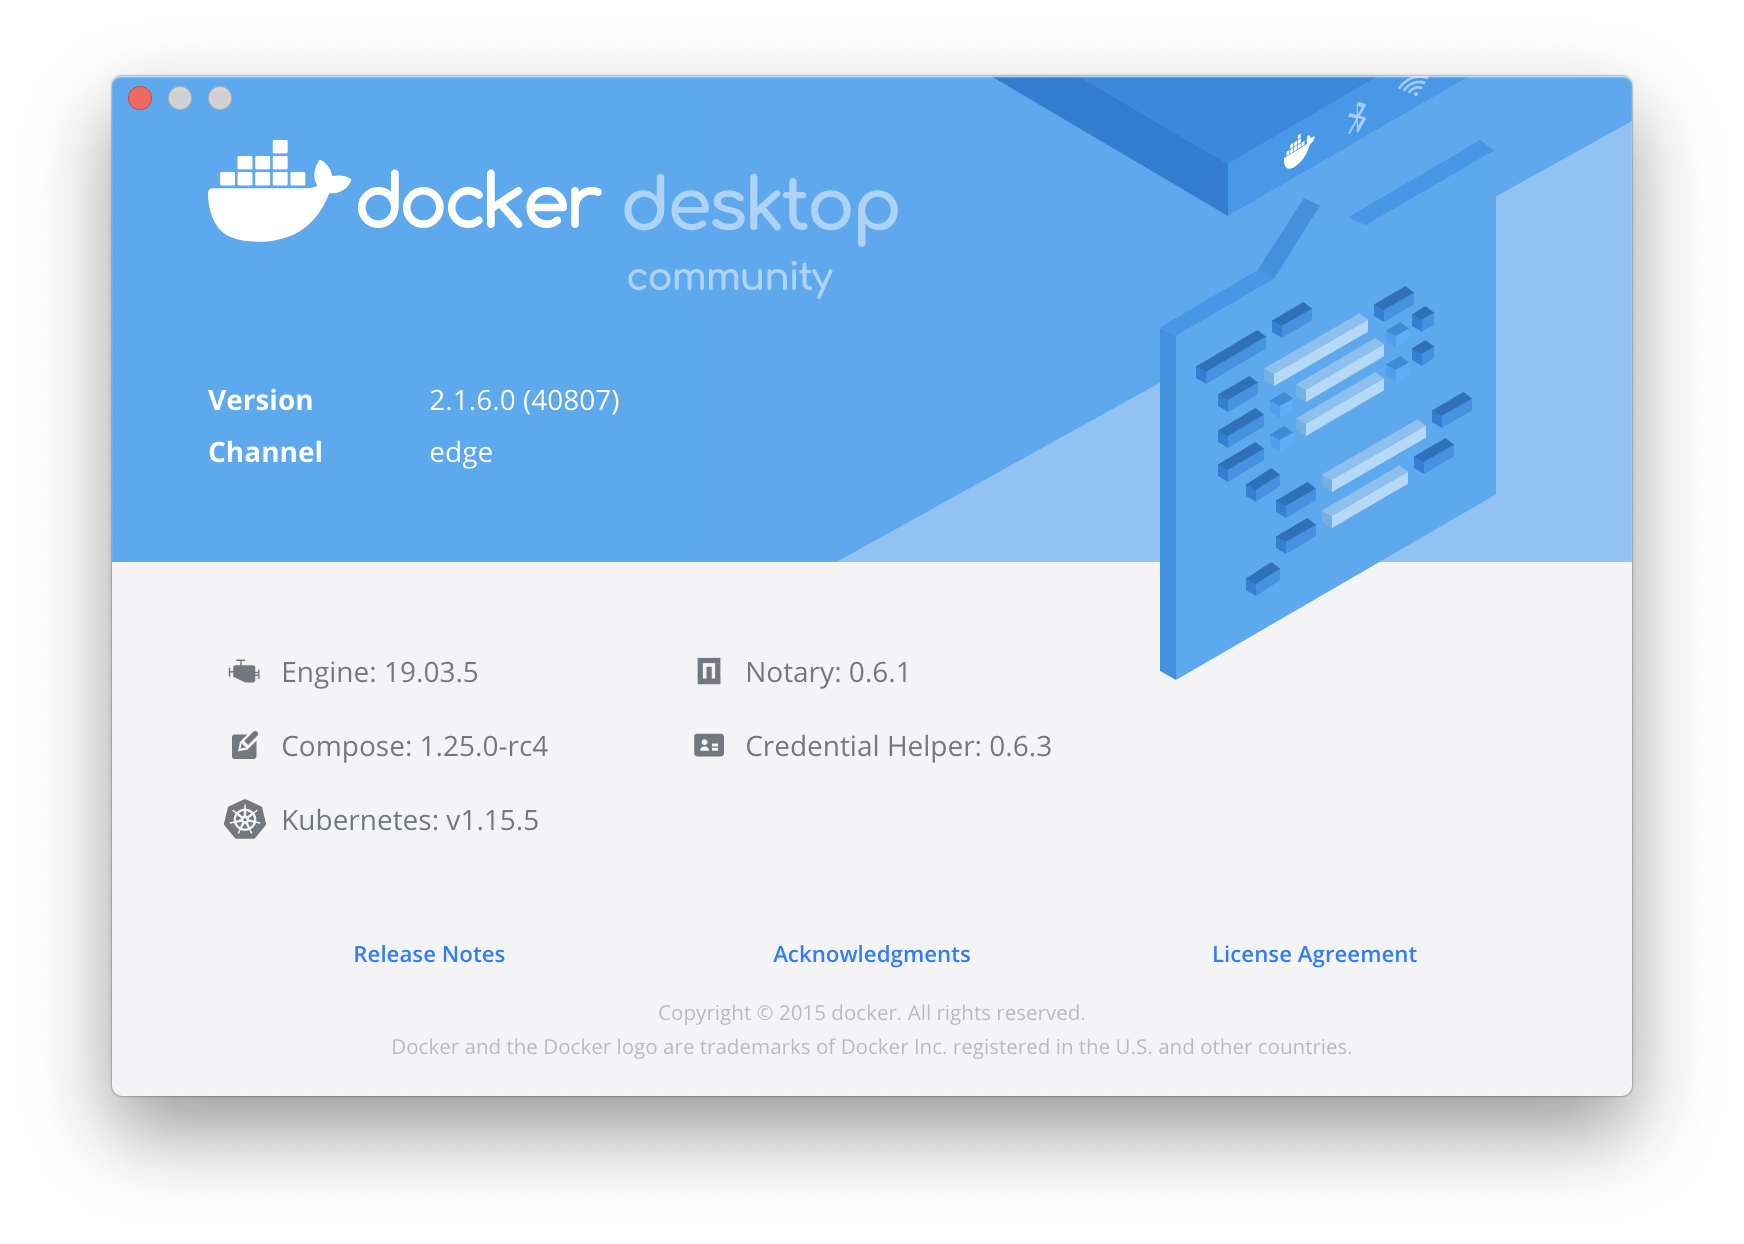 docker desktop
community
Version 2.1.6.0 (40807)
Channel edge
Engine: 19.03.5 Notary: 0.6.1
Compose: 1.25.0-rc4 Credential Helper: 0.6.3
Kubernetes: v1.15.5
Release Notes Acknowledgments License Agreement
Copyright © 2015 docker. All rights reserved.
Docker and the Docker logo are trademarks of Docker Inc. registered in the U.S. and other countries.